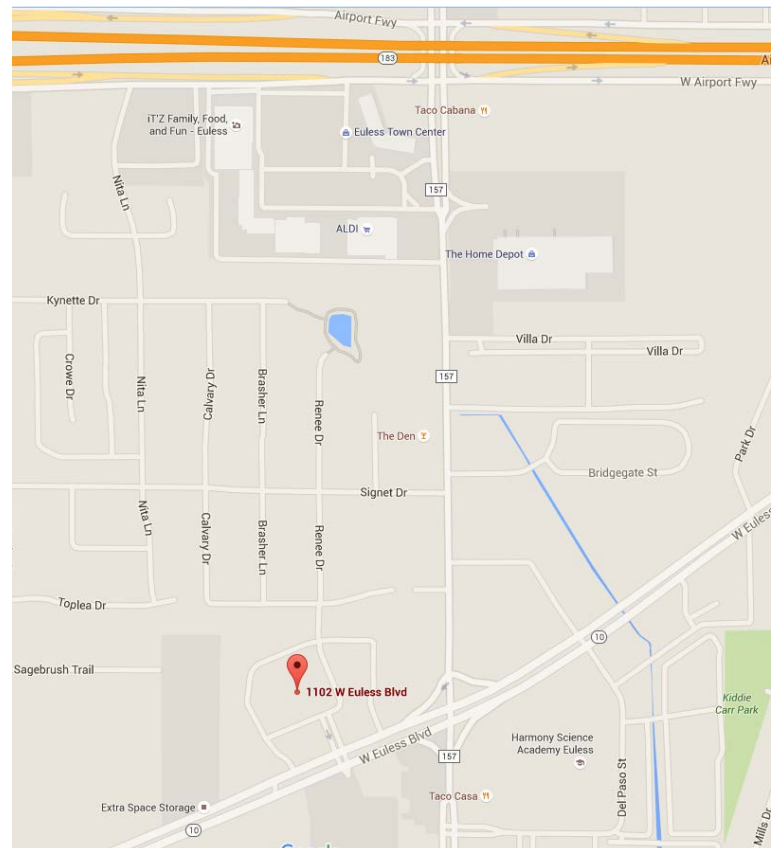 Airport Fwy
183
Ai
W Airport Fwy
Taco Cabana
iT'Z Family, Food,
and Fun - Euless
Euless Town Center
Nita Ln
157
ALDI
The Home Depot
Kynette Dr
Villa Dr
Villa Dr
Crowe Dr
Nita Ln
Calvary Dr
Brasher Ln
Renee Dr
157
The Den
Park Dr
Bridgegate St
Signet Dr
Nita Ln
Calvary Dr
Brasher Ln
Renee Dr
W Euless
Toplea Dr
10
Sagebrush Trail
1102 W Euless Blvd
Kiddie
Carr Park
W Euless Blvd
Harmony Science
Academy Euless
157
Del Paso St
Taco Casa
Extra Space Storage
10
Mills Dr